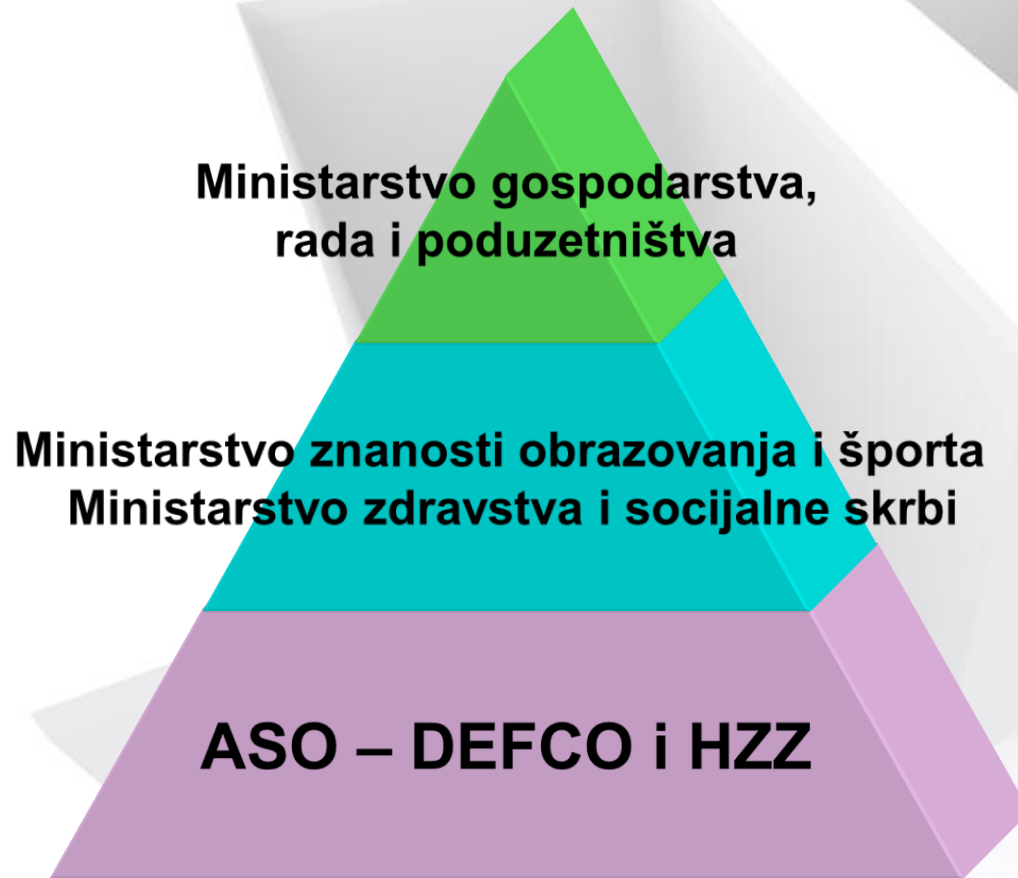 Ministarstvo gospodarstva,
rada i poduzetništva
Ministarstvo znanosti obrazovanja i športa
Ministarstvo zdravstva i socijalne skrbi
ASO – DEFCO i HZZ